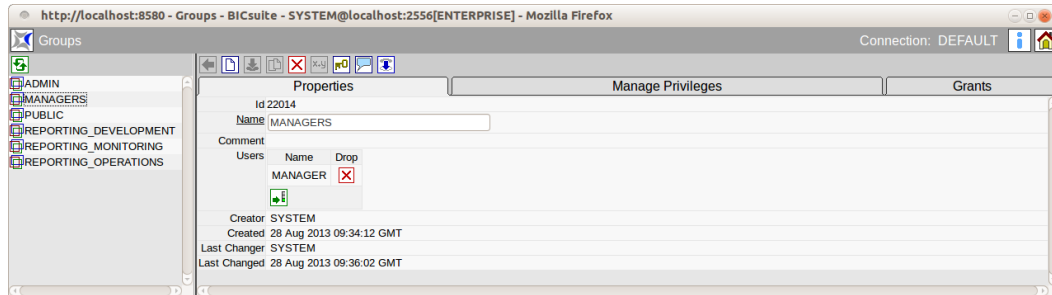 http://localhost:8580 - Groups - BICsuite - SYSTEM@localhost:2556[ENTERPRISE] - Mozilla Firefox
Groups
Connection: DEFAULT
ADMIN
MANAGERS
PUBLIC
REPORTING_DEVELOPMENT
REPORTING_MONITORING
REPORTING_OPERATIONS
Properties
Manage Privileges
Grants
Id 22014
Name MANAGERS
Comment
Users Name Drop
MANAGER
Creator SYSTEM
Created 28 Aug 2013 09:34:12 GMT
Last Changer SYSTEM
Last Changed 28 Aug 2013 09:36:02 GMT